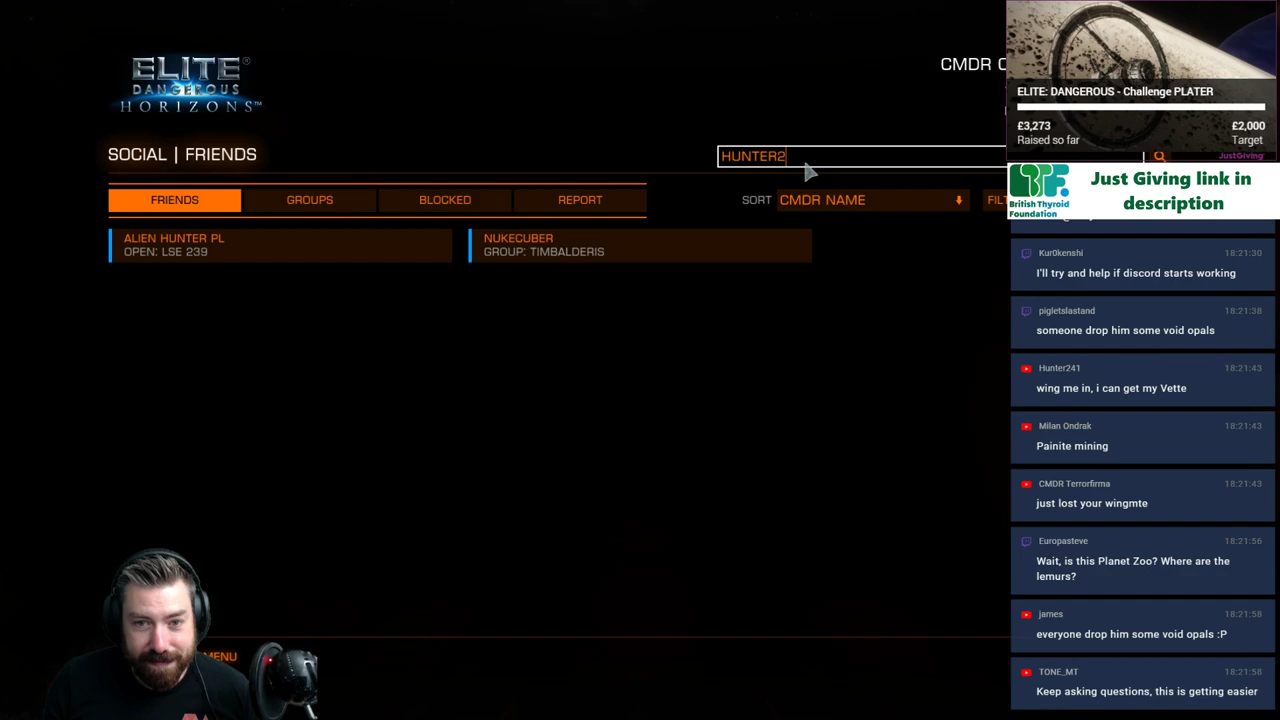 ELITE
DANGEROUS
HORIZONS™
CMDR
SOCIAL | FRIENDS
HUNTER2
FRIENDS
GROUPS
BLOCKED
REPORT
SORT
CMDR NAME
ALIEN HUNTER PL
OPEN: LSE 239
NUKECUBER
GROUP: TIMBALDERIS
MENU
ELITE: DANGEROUS - Challenge PLATER
£3,273
£2,000
Raised so far
Target
JustGiving
BTF
British Thyroid
Foundation
Just Giving link in
description
Kur0kenshi 18:21:30
I'll try and help if discord starts working
pigletslastand 18:21:38
someone drop him some void opals
Hunter241 18:21:43
wing me in, i can get my Vette
Milan Ondrak 18:21:43
Painite mining
CMDR Terrorfirma 18:21:43
just lost your wingmte
Europasteve 18:21:56
Wait, is this Planet Zoo? Where are the
lemurs?
james 18:21:58
everyone drop him some void opals :P
TONE_MT 18:21:58
Keep asking questions, this is getting easier